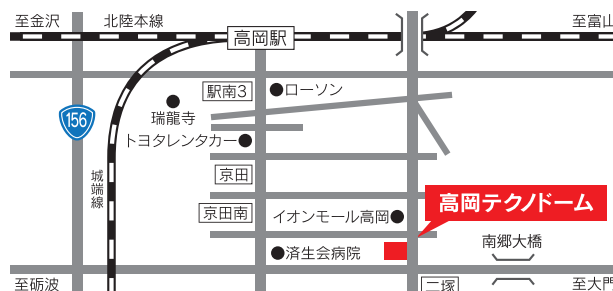 至金沢
北陸本線
高岡駅
至富山
駅南3
ローソン
156
瑞龍寺
トヨタレンタカー
城端線
京田
高岡テクノドーム
京田南
イオンモール高岡
南郷大橋
済生会病院
至砺波
二塚
至大門